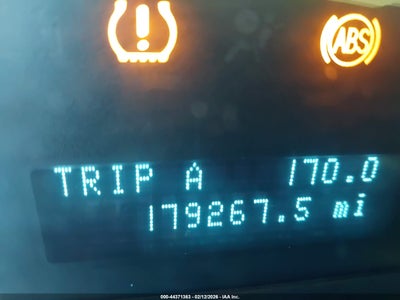 ABS
TRIP A 170.0
179267.5 mi
000-44371363 - 02/12/2026 - IAA Inc.